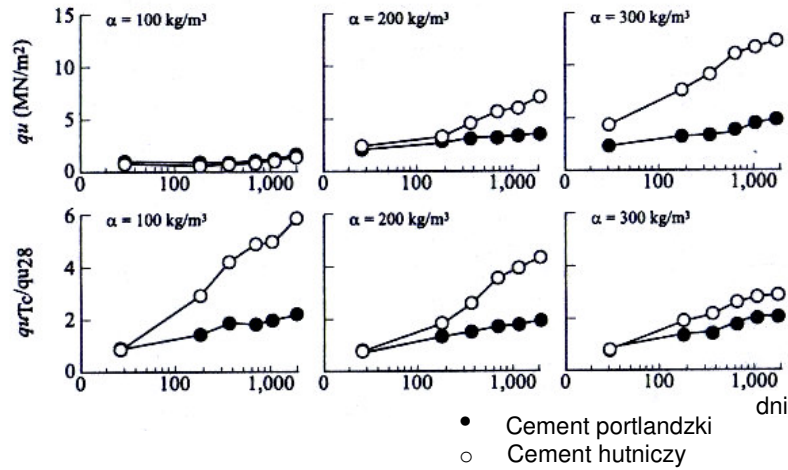 α = 100 kg/m³ α = 200 kg/m³ α = 300 kg/m³
qu (MN/m²)
15
10
5
0
0 100 1,000 0 100 1,000 0 100 1,000
α = 100 kg/m³ α = 200 kg/m³ α = 300 kg/m³
quTc/qu28
6
4
2
0
0 100 1,000 0 100 1,000 0 100 1,000
dni
Cement portlandzki
Cement hutniczy